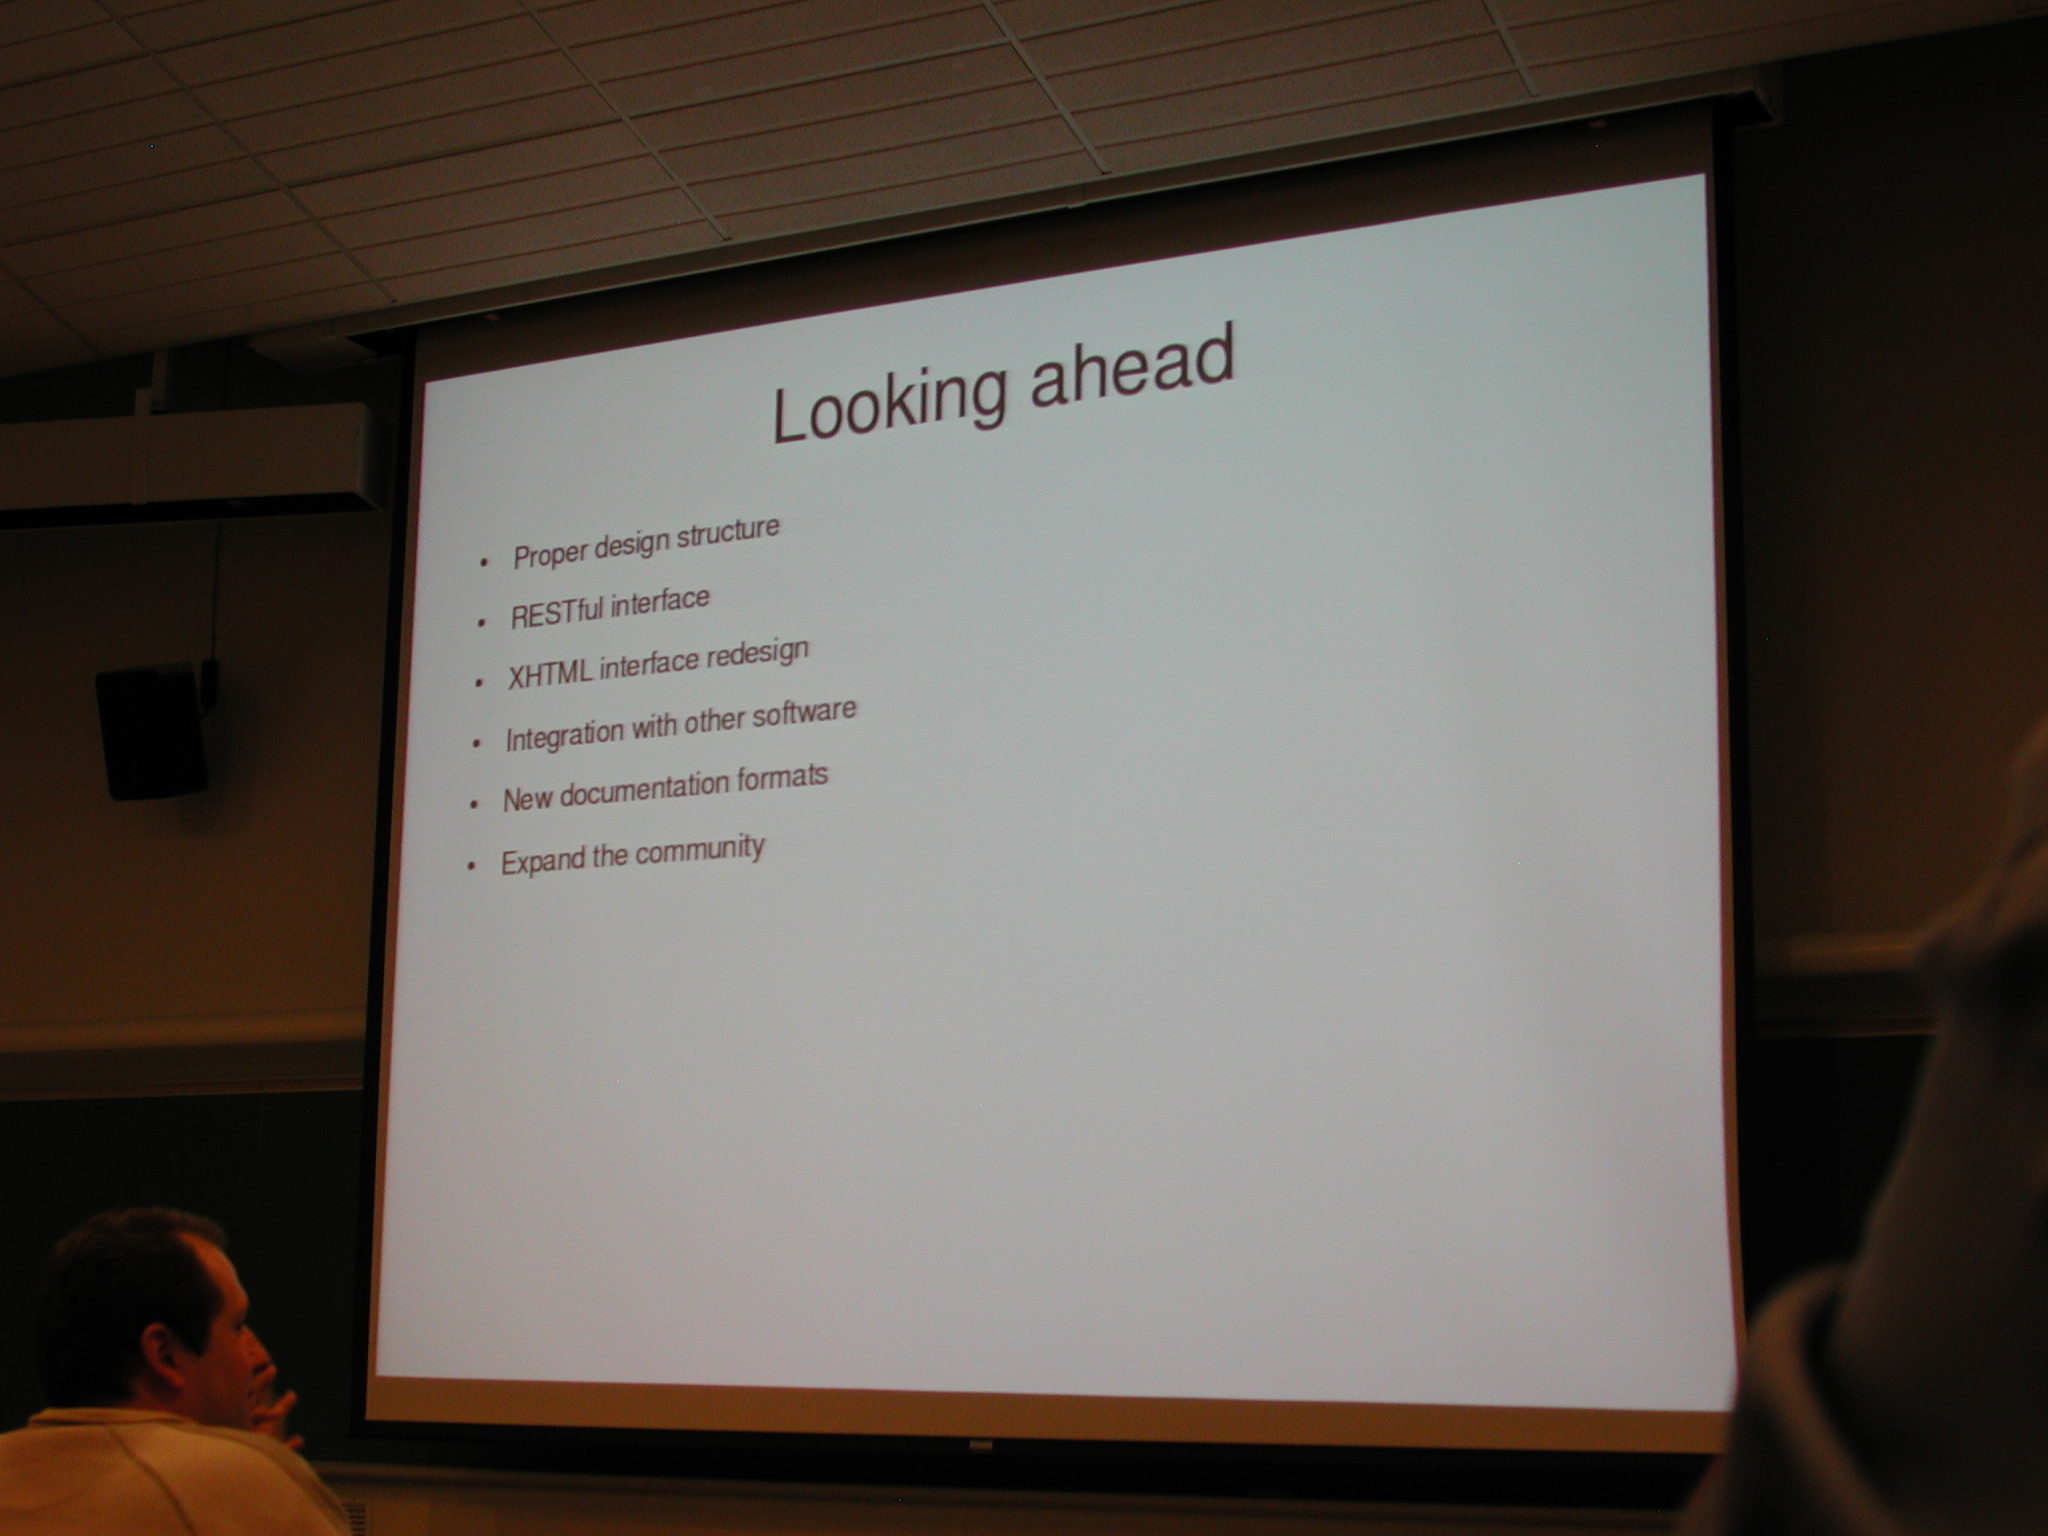 Looking ahead
• Proper design structure
• RESTful interface
• XHTML interface redesign
• Integration with other software
• New documentation formats
• Expand the community